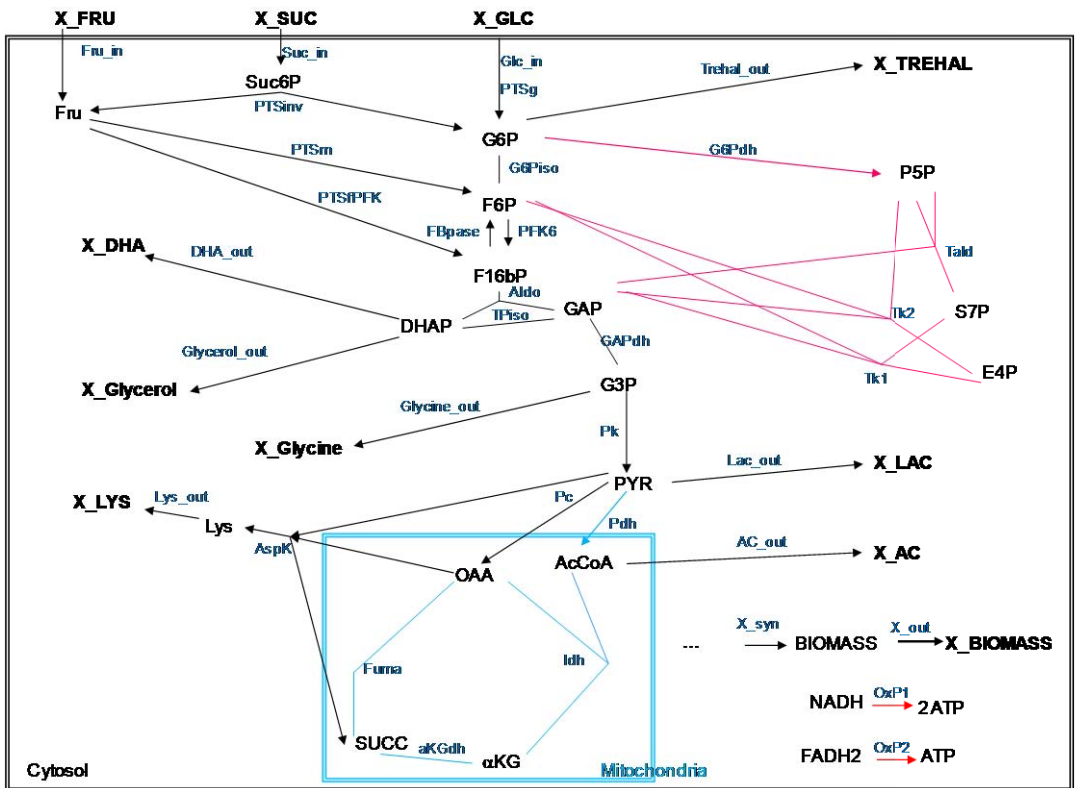 X_FRU
X_SUC
X_GLC
Fru_in
Suc_in
Glc_in
Trehal_out
X_TREHAL
Suc6P
PTSg
PTSinv
Fru
G6P
PTSm
G6Pdh
G6Piso
P5P
PTSfPFK
F6P
FBpase
PFK6
X_DHA
DHA_out
Tald
F16bP
Aldo
GAP
TPiso
DHAP
Tk2
S7P
GAPdh
Glycerol_out
Tk1
E4P
X_Glycerol
G3P
Glycine_out
Pk
X_Glycine
Lac_out
X_LAC
PYR
X_LYS
Lys_out
Pc
Lys
Pdh
AspK
AC_out
X_AC
AcCoA
OAA
X_syn
X_out
...
BIOMASS
X_BIOMASS
Fuma
Idh
NADH
OxP1
2ATP
SUCC
aKGdh
αKG
FADH2
OxP2
ATP
Cytosol
Mitochondria